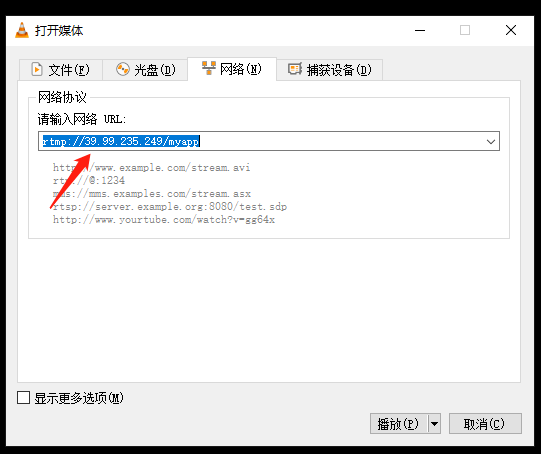 打开媒体
文件(F) 光盘(D) 网络(N) 捕获设备(D)
网络协议
请输入网络 URL:
rtmp://39.99.235.249/myapp
http://www.example.com/stream.avi
://@:1234
mms://mms.examples.com/stream.asx
rtsp://server.example.org:8080/test.sdp
http://www.yourtube.com/watch?v=gg64x
显示更多选项(M)
播放(P) 取消(C)